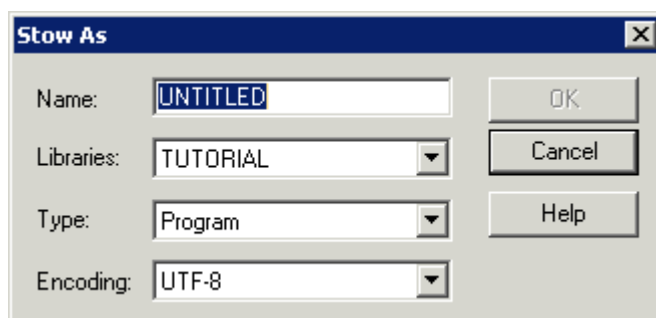 Stow As
Name: UNTITLED OK
Libraries: TUTORIAL Cancel
Type: Program Help
Encoding: UTF-8